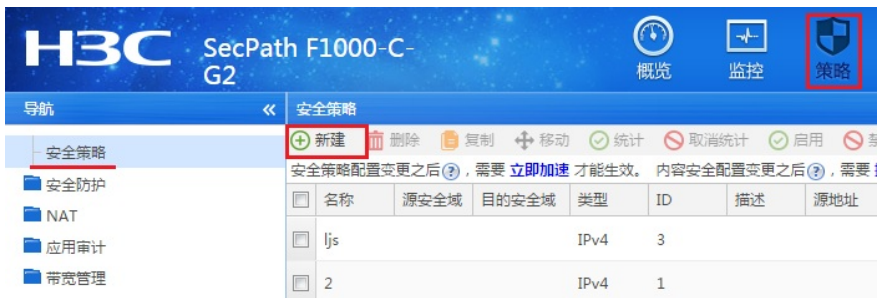 H3C SecPath F1000-C-G2
概览 监控 策略
导航 « 安全策略
新建 删除 复制 移动 统计 取消统计 启用
安全策略
安全策略配置变更之后?,需要 立即加速 才能生效。 内容安全配置变更之后?,需要
安全防护
名称 源安全域 目的安全域 类型 ID 描述 源地址
NAT
应用审计
ljs IPv4 3
带宽管理
2 IPv4 1